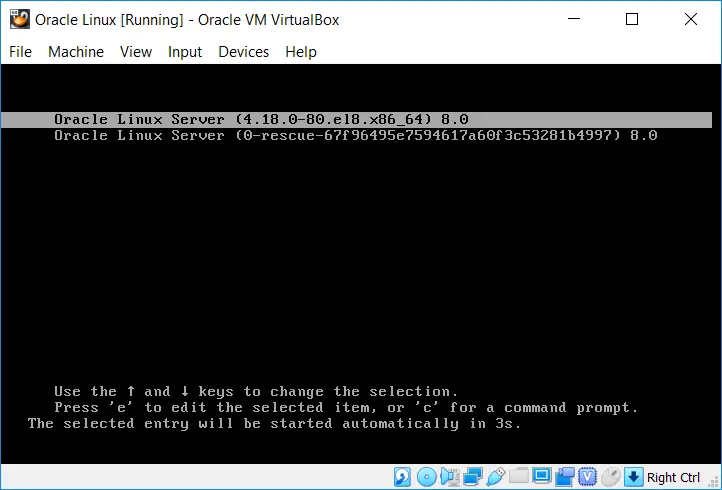 Oracle Linux [Running] - Oracle VM VirtualBox
File Machine View Input Devices Help
Oracle Linux Server (4.18.0-80.el8.x86_64) 8.0
Oracle Linux Server (0-rescue-67f96495e7594617a60f3c53281b4997) 8.0
Use the ↑ and ↓ keys to change the selection.
Press 'e' to edit the selected item, or 'c' for a command prompt.
The selected entry will be started automatically in 3s.
Right Ctrl